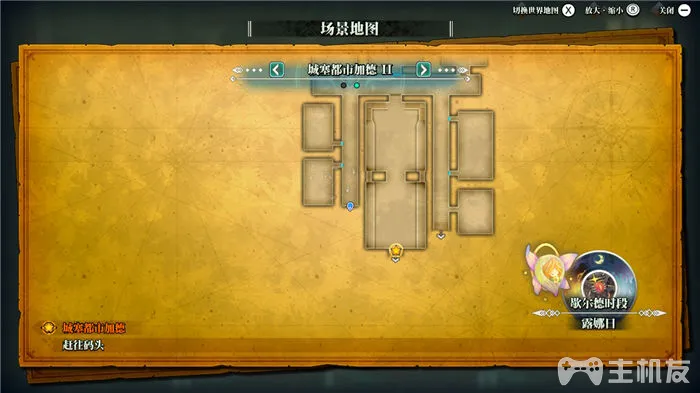 切换世界地图 X 放大·缩小 R 关闭
场景地图
城塞都市加德 II
歇尔德时段
露娜日
城塞都市加德
赶往码头
主机友